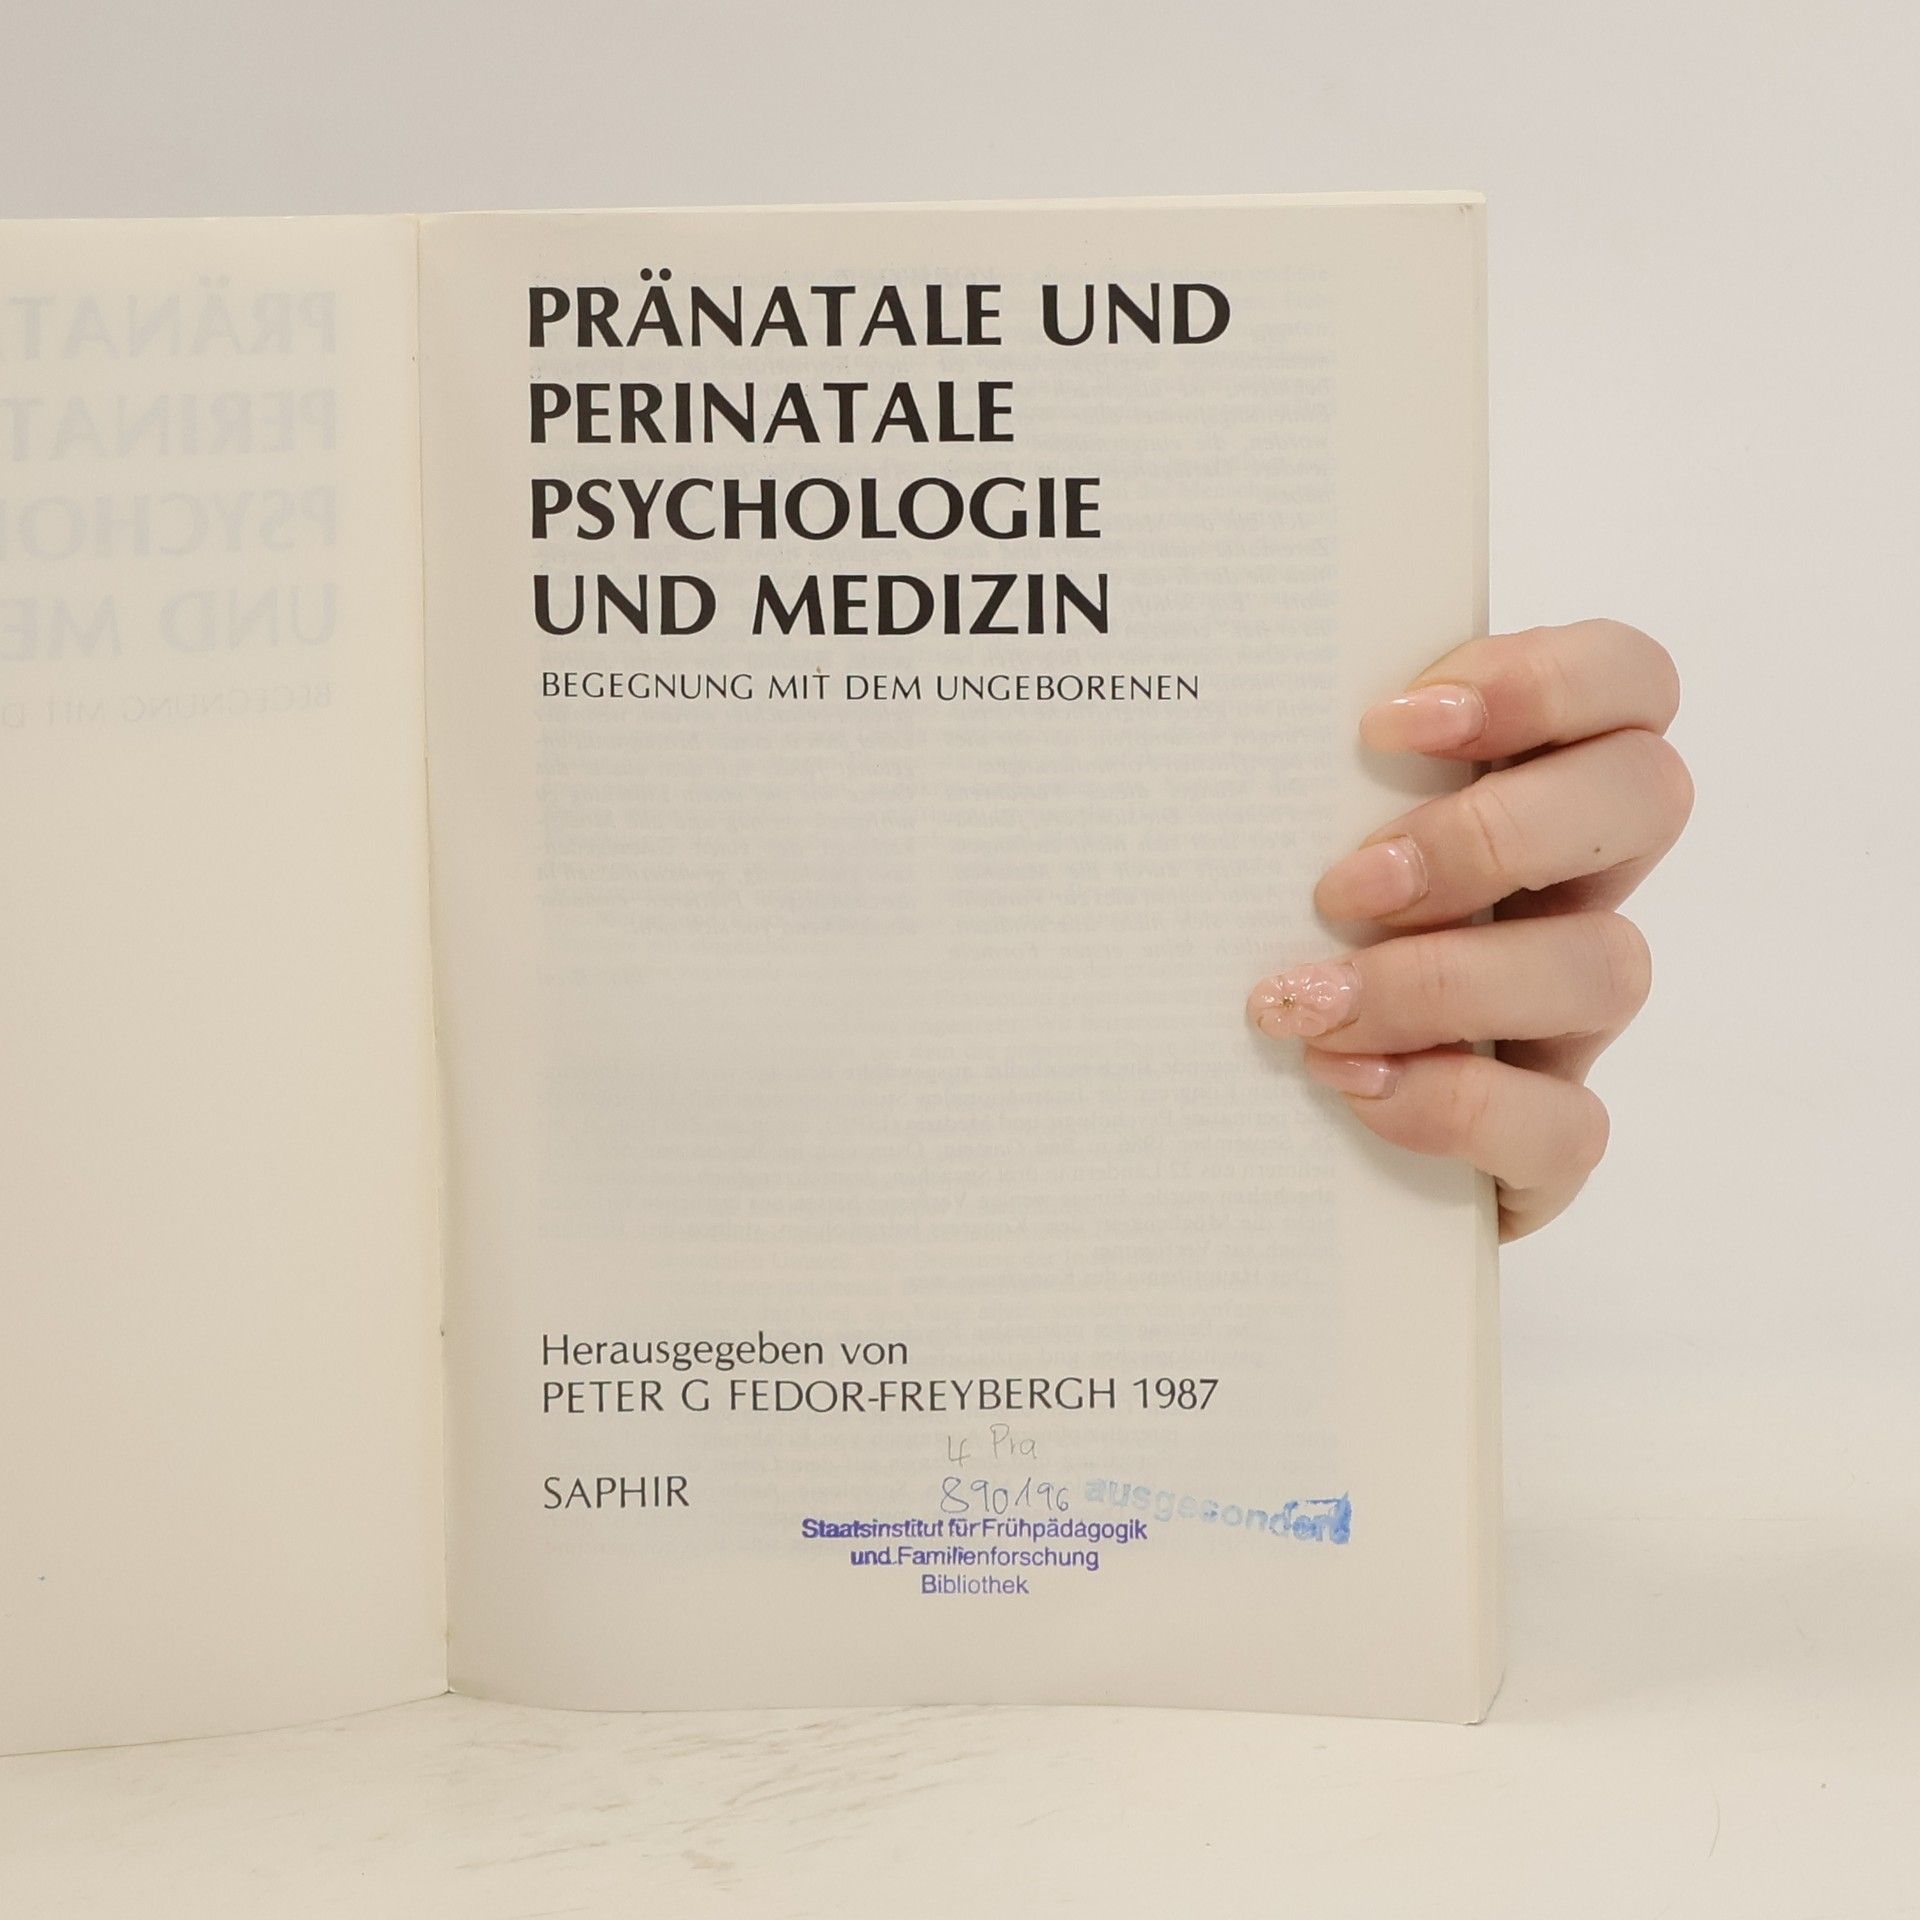 PRÄNATALE UND
PERINATALE
PSYCHOLOGIE
UND MEDIZIN
BEGEGNUNG MIT DEM UNGEBORENEN
Herausgegeben von
PETER G FEDOR-FREYBERGH 1987
4 Pra
SAPHIR
890196 ausgesondert
Staatsinstitut für Frühpädagogik
und Familienforschung
Bibliothek